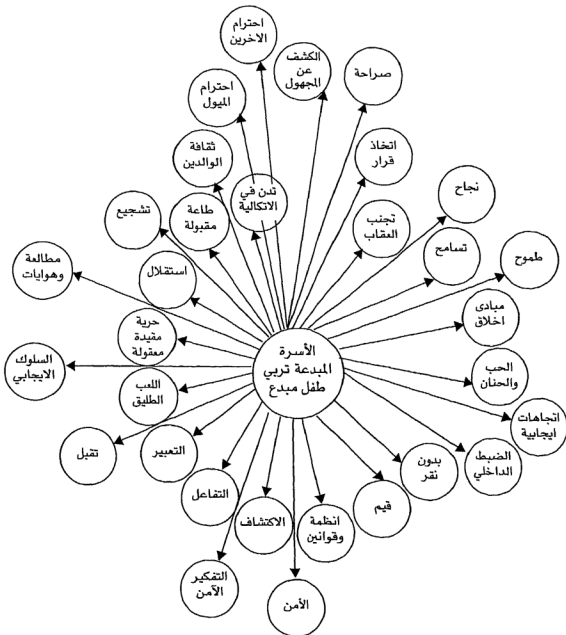 احترام
الاخرين
الكشف
عن
المجهول
صراحة
احترام
الميول
ثقافة
الوالدين
اتخاذ
قرار
تدن في
الاتكالية
طاعة
مقبولة
تشجيع
تجنب
العقاب
نجاح
تسامح
طموح
مطالعة
وهوايات
استقلال
مبادئ
اخلاق
حرية
مقيدة
معقولة
الأسرة
المبدعة تربي
طفل مبدع
السلوك
الايجابي
الحب
والحنان
اللعب
الطليق
اتجاهات
ايجابية
تقبل
التعبير
بدون
نقر
الضبط
الداخلي
التفاعل
الاكتشاف
انظمة
وقوانين
قيم
التفكير
الآمن
الأمن